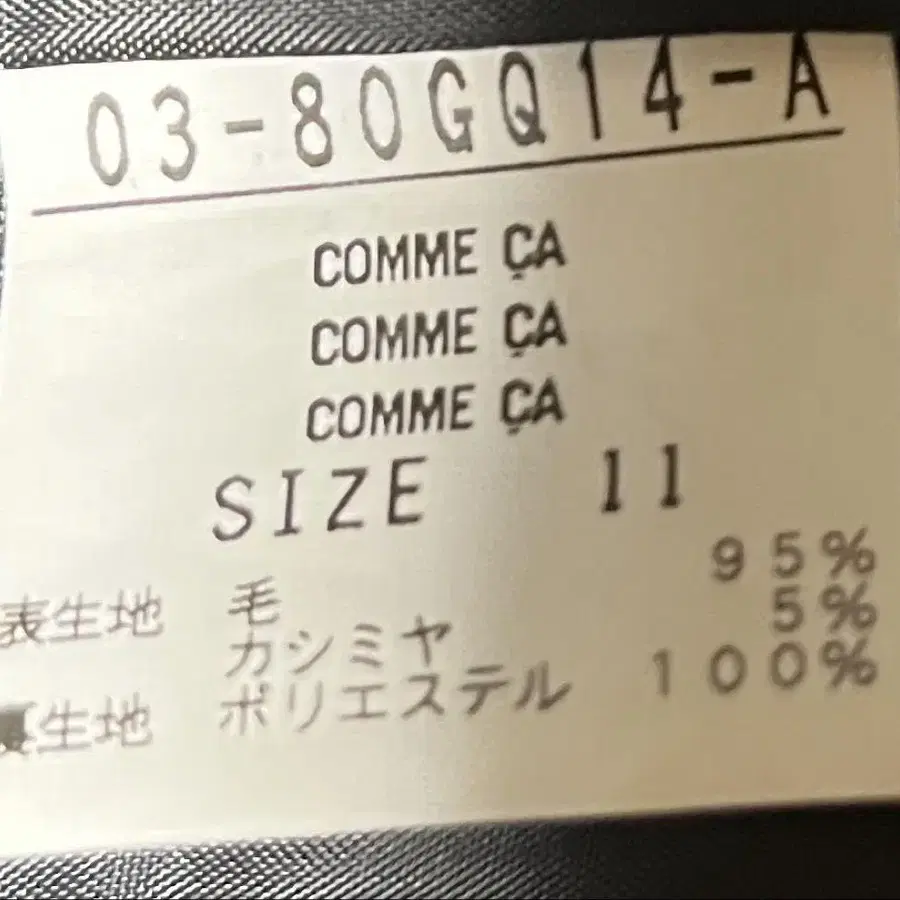 03-80GQ14-A
COMME ÇA
COMME ÇA
COMME ÇA
SIZE 11
表生地 毛 95%
カシミヤ 5%
裏生地 ポリエステル 100%